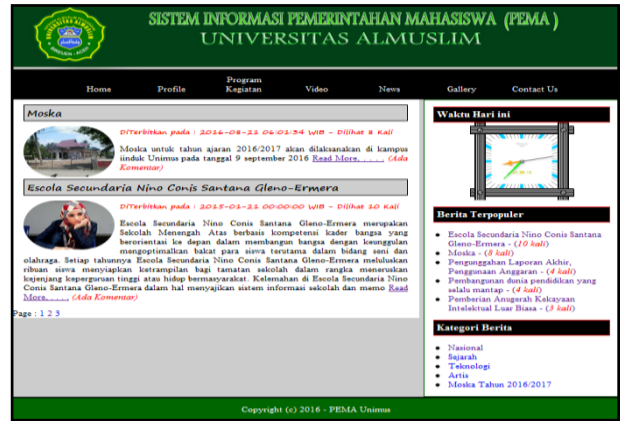 SISTEM INFORMASI PEMERINTAHAN MAHASISWA (PEMA )
UNIVERSITAS ALMUSLIM
Home Profile Program Kegiatan Video News Gallery Contact Us
Moska
DiTerbitkan pada : 2016-08-22 06:01:54 WIB - Dilihat 8 Kali
Moska untuk tahun ajaran 2016/2017 akan dilaksanakan di kampus
iinduk Unimus pada tanggal 9 september 2016 Read More. . . . . (Ada
Komentar)
Escola Secundaria Nino Conis Santana Gleno-Ermera
DiTerbitkan pada : 2015-01-21 00:00:00 WIB - Dilihat 10 Kali
Escola Secundaria Nino Conis Santana Gleno-Ermera merupakan
Sekolah Menengah Atas berbasis kompetensi kader bangsa yang
berorientasi ke depan dalam membangun bangsa dengan keunggulan
mengoptimalkan bakat para siswa terutama dalam bidang seni dan
olahraga. Setiap tahunnya Escola Secundaria Nino Conis Santana Gleno-Ermera meluluskan
ribuan siswa menyiapkan ketrampilan bagi tamatan sekolah dalam rangka meneruskan
kejenjang keperguruan tinggi atau hidup bermasyarakat. Kelemahan di Escola Secundaria Nino
Conis Santana Gleno-Ermera dalam hal menyajikan sistem informasi sekolah dan memo Read
More. . . . . (Ada Komentar)
Page : 1 2 3
Waktu Hari ini
Berita Terpopuler
Escola Secundaria Nino Conis Santana
Gleno-Ermera - (10 kali)
Moska - (8 kali)
Pengunggahan Laporan Akhir,
Penggunaan Anggaran - (4 kali)
Pembangunan dunia pendidikan yang
selalu mantap - (4 kali)
Pemberian Anugerah Kekayaan
Intelektual Luar Biasa - (3 kali)
Kategori Berita
Nasional
Sejarah
Teknologi
Artis
Moska Tahun 2016/2017
Copyright (c) 2016 - PEMA Unimus